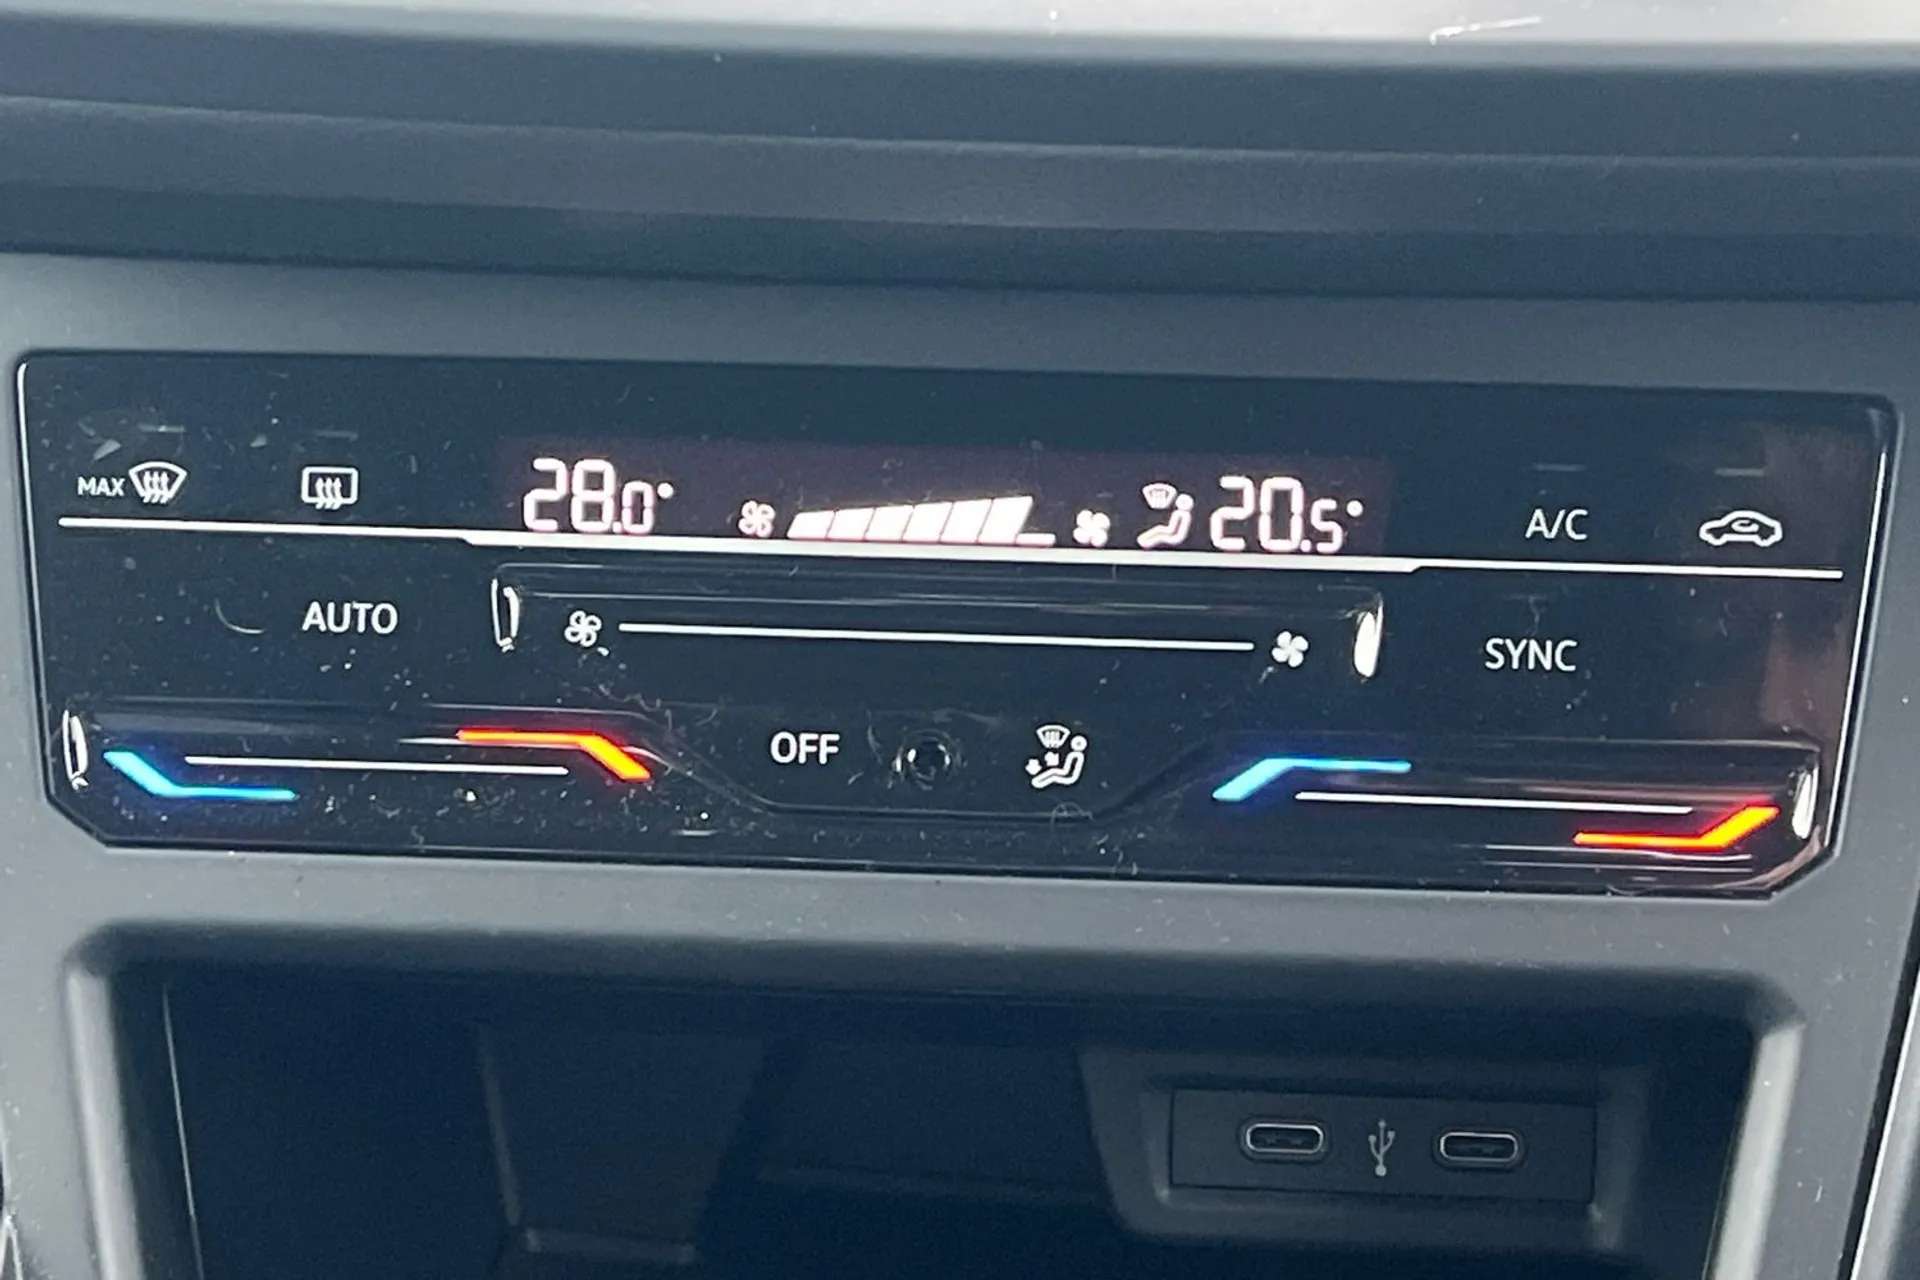 MAX
28.0°
20.5°
A/C
AUTO
SYNC
OFF